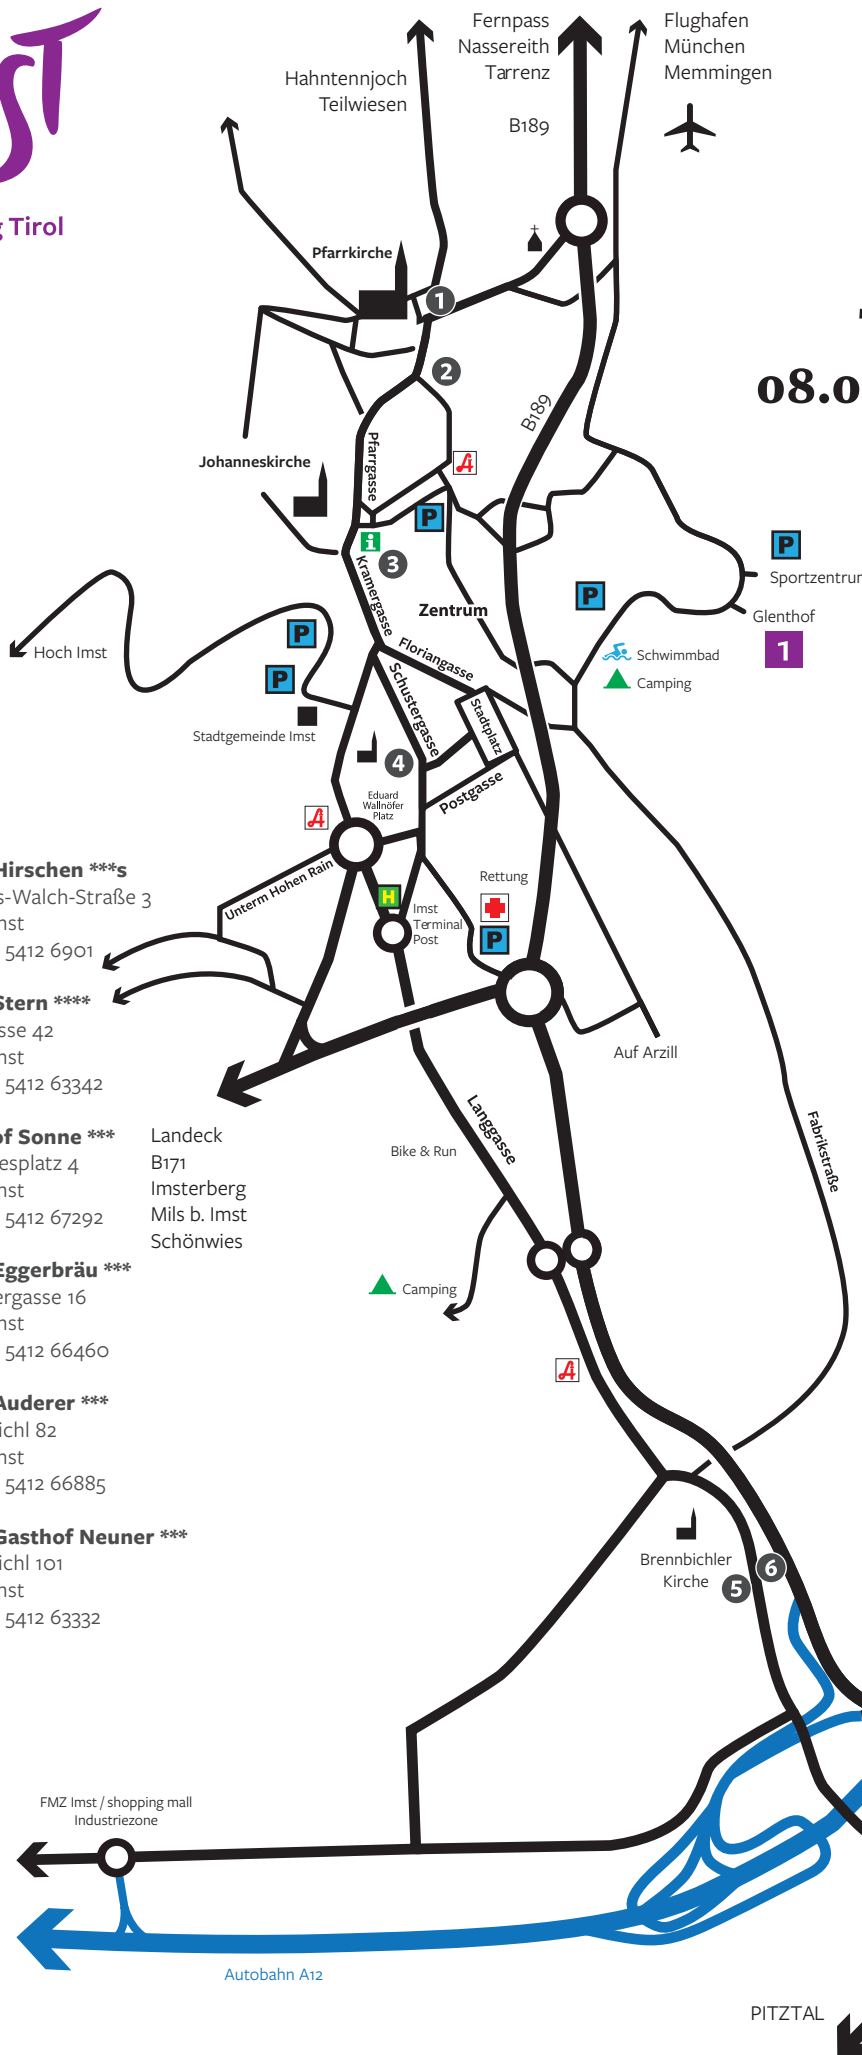 ST
g Tirol
Fernpass
Nassereith
Tarrenz
Flughafen
München
Memmingen
Hahntennjoch
Teilwiesen
B189
Pfarrkirche
1
2
08.0
B189
Pfarrgasse
Johanneskirche
P
i
3
Kramergasse
P
Sportzentrum
P
Zentrum
Glenthof
1
Hoch Imst
P
Floriangasse
Schwimmbad
Camping
P
Schustergasse
Stadtplatz
Stadtgemeinde Imst
4
Eduard
Wallnöfer
Platz
Postgasse
Hirschen ***s
s-Walch-Straße 3
nst
5412 6901
Unterm Hohen Rain
Rettung
H
Imst
Terminal
Post
P
Stern ****
sse 42
nst
5412 63342
Auf Arzill
Landeck
B171
Imsterberg
Mils b. Imst
Schönwies
Langgasse
Bike & Run
Fabrikstraße
of Sonne ***
esplatz 4
nst
5412 67292
Camping
Eggerbräu ***
ergasse 16
nst
5412 66460
Auderer ***
ichl 82
nst
5412 66885
Gasthof Neuner ***
ichl 101
nst
5412 63332
Brennbichler
Kirche
5
6
FMZ Imst / shopping mall
Industriezone
Autobahn A12
PITZTAL